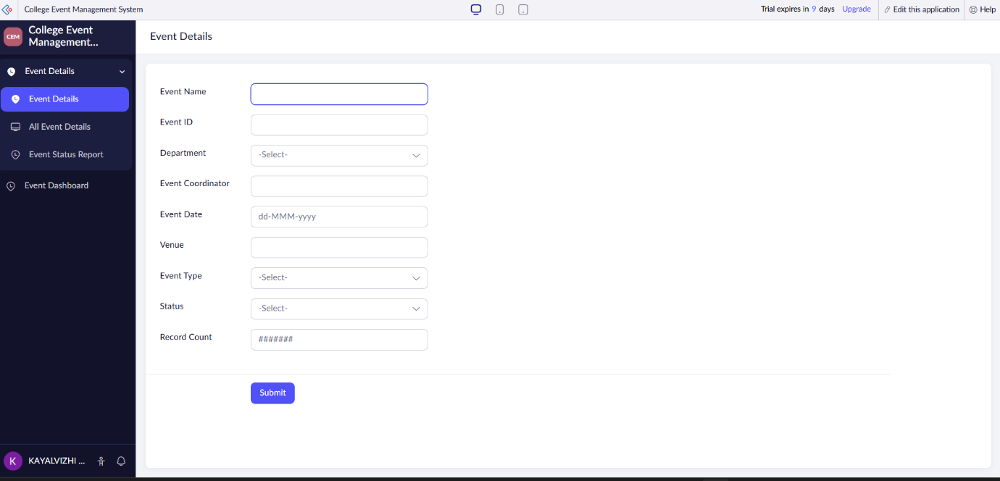 College Event Management System
Trial expires in 9 days Upgrade
Edit this application
Help
CEM
College Event
Management...
Event Details
Event Details
All Event Details
Event Status Report
Event Dashboard
K
KAYALVIZHI ...
Event Details
Event Name
Event ID
Department
-Select-
Event Coordinator
Event Date
dd-MMM-yyyy
Venue
Event Type
-Select-
Status
-Select-
Record Count
#######
Submit